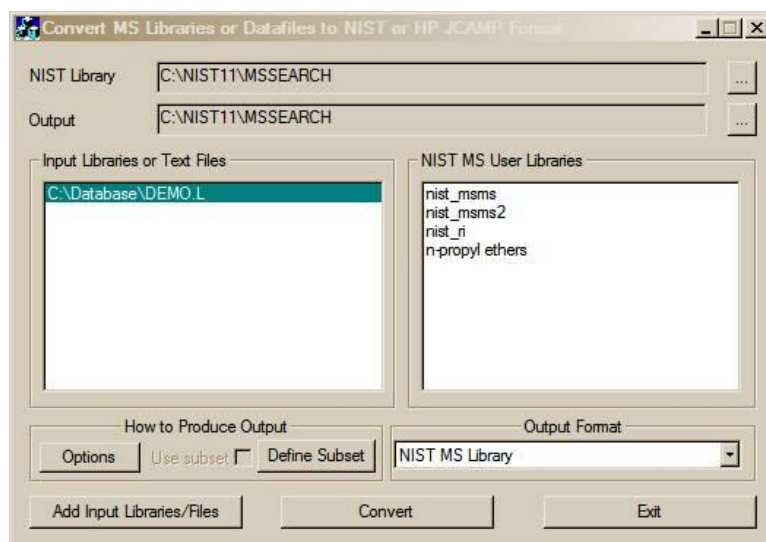 Convert MS Libraries or Datafiles to NIST or HP JCAMP Format
NIST Library C:\NIST11\MSSEARCH ...
Output C:\NIST11\MSSEARCH ...
Input Libraries or Text Files
C:\Database\DEMO.L
NIST MS User Libraries
nist_msms
nist_msms2
nist_ri
n-propyl ethers
How to Produce Output
Options Use subset Define Subset
Output Format
NIST MS Library
Add Input Libraries/Files Convert Exit